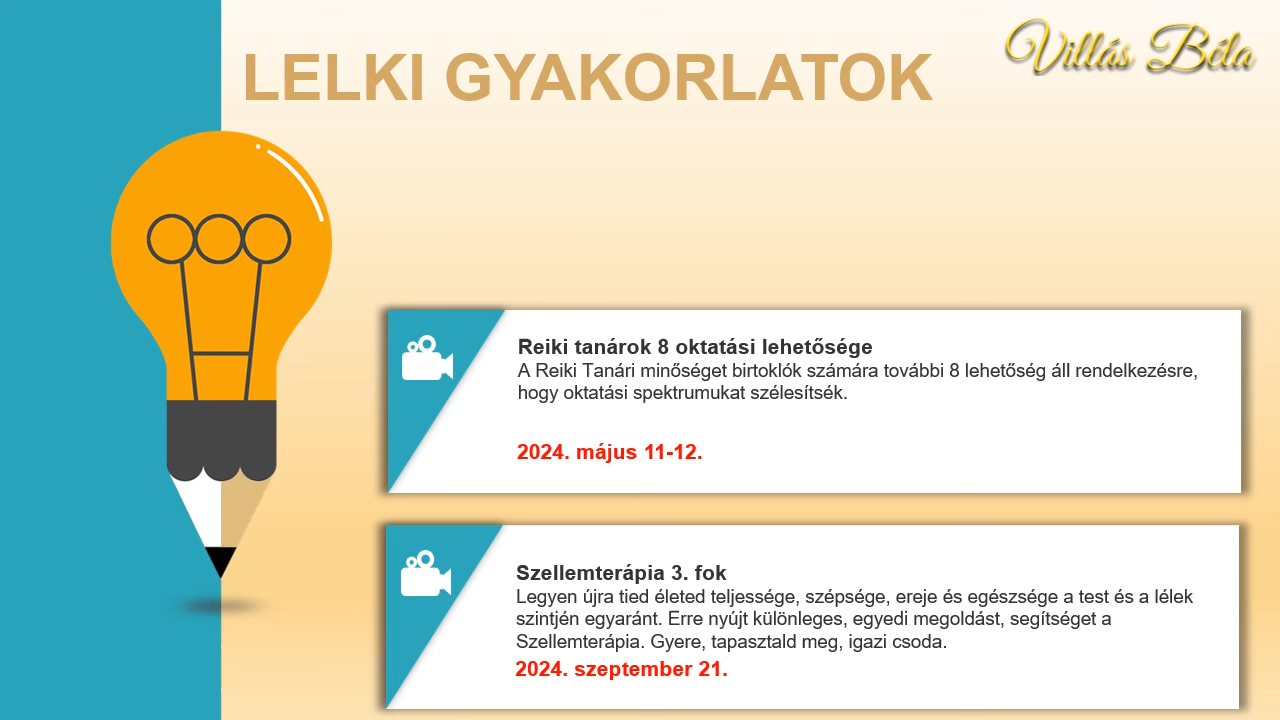 LELKI GYAKORLATOK
Villás Béla
Reiki tanárok 8 oktatási lehetősége
A Reiki Tanári minőséget birtoklók számára további 8 lehetőség áll rendelkezésre,
hogy oktatási spektrumukat szélesítsék.
2024. május 11-12.
Szellemterápia 3. fok
Legyen újra tied életed teljessége, szépsége, ereje és egészsége a test és a lélek
szintjén egyaránt. Erre nyújt különleges, egyedi megoldást, segítséget a
Szellemterápia. Gyere, tapasztald meg, igazi csoda.
2024. szeptember 21.